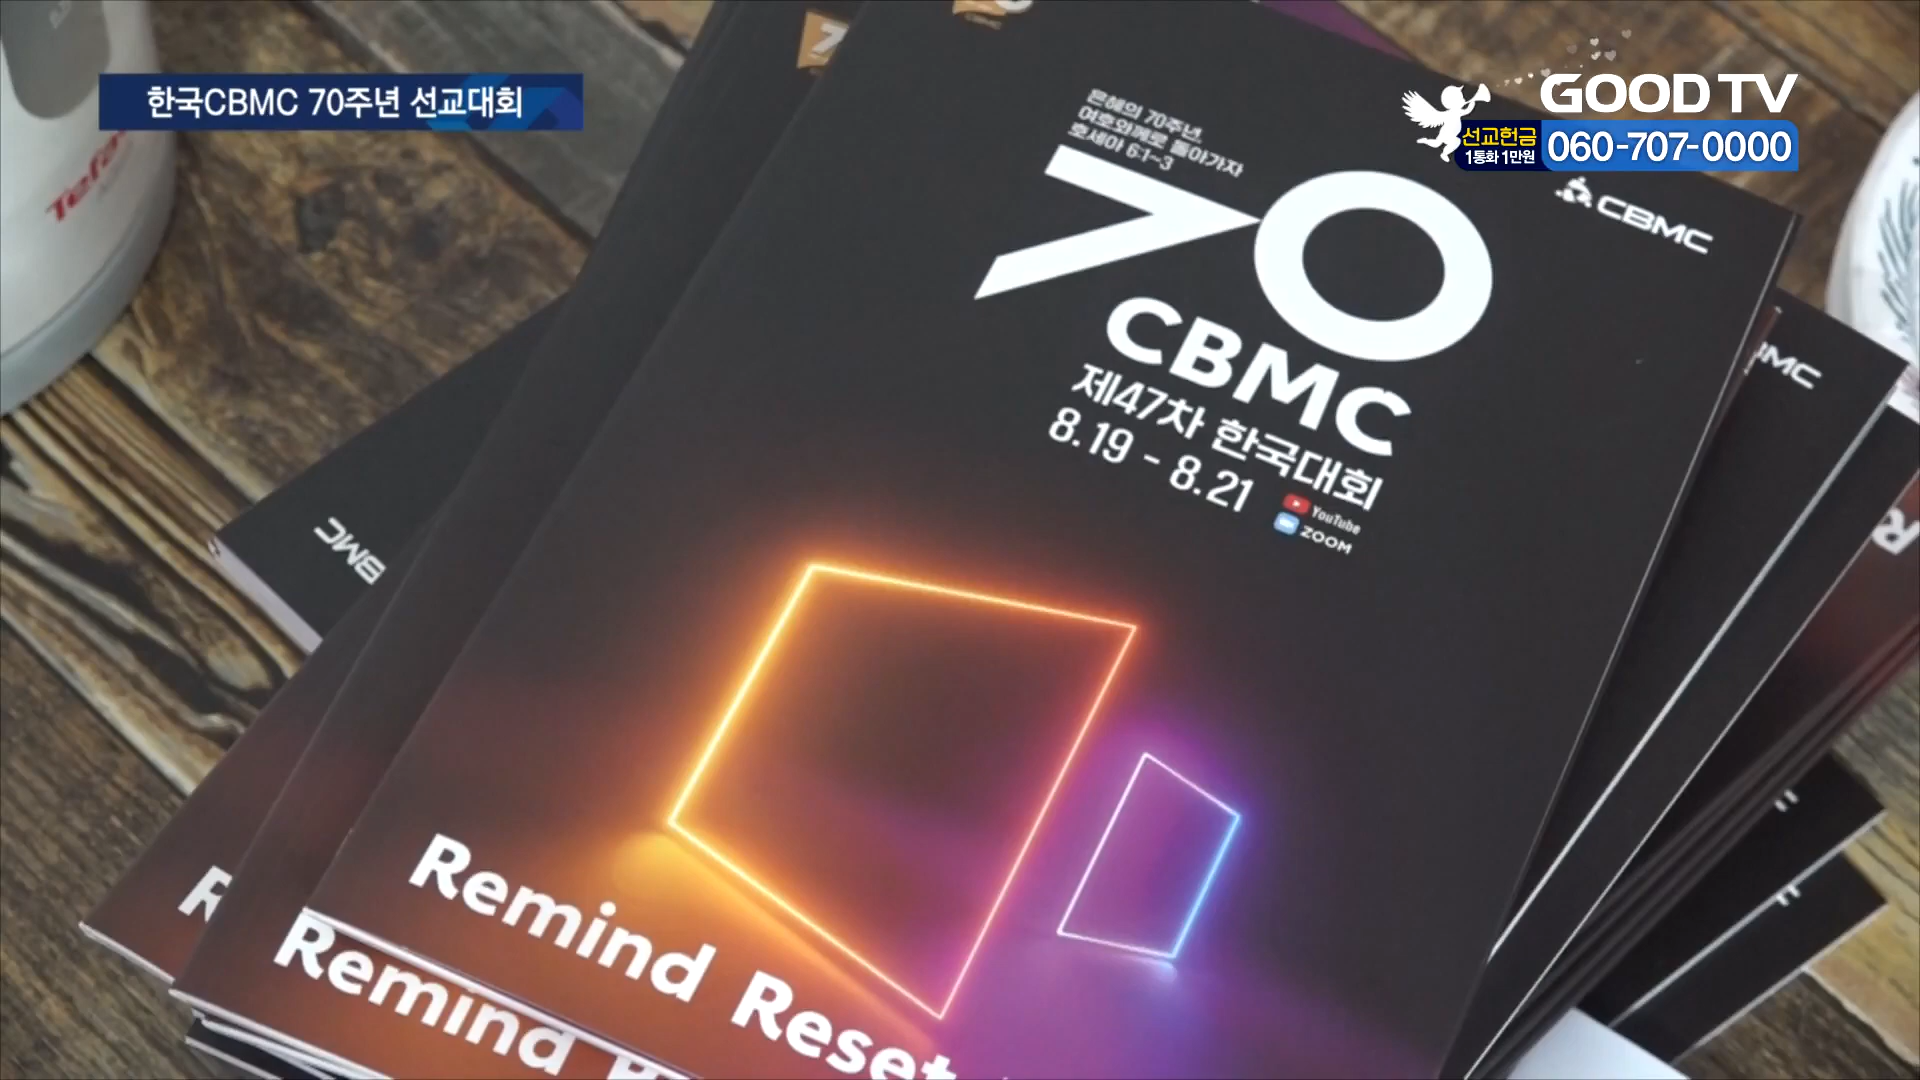 한국CBMC 70주년 선교대회
GOODTV
선교헌금
1통화 1만원
060-707-0000
Tefa
은혜의 70주년,
여호와께로 돌아가자
호세아 6:1~3
70
CBMC
CBMC
제47차 한국대회
8.19 - 8.21
YouTube
ZOOM
BMC
Remind Reset
Remind